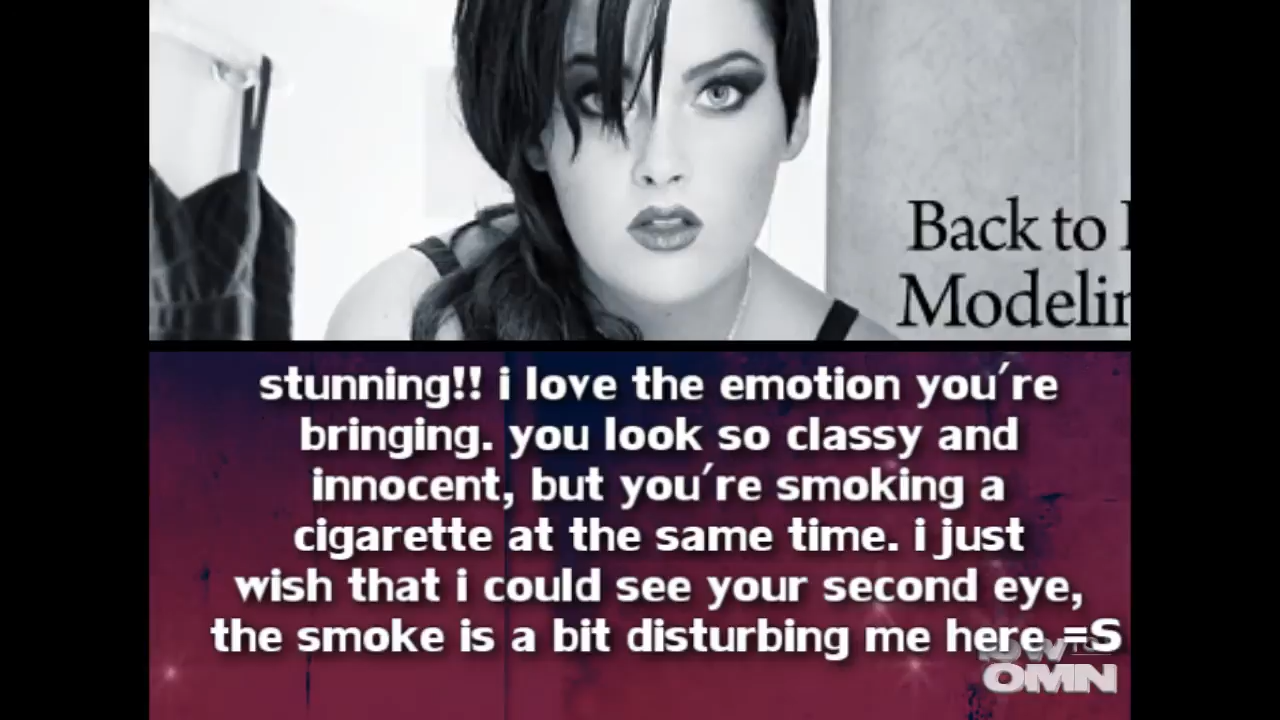 Back to
stunning!! i love the emotion you're
bringing. you look so classy and
innocent, but you're smoking a
cigarette at the same time. i just
wish that i could see your second eye,
the smoke is a bit disturbing me here =S
OMN